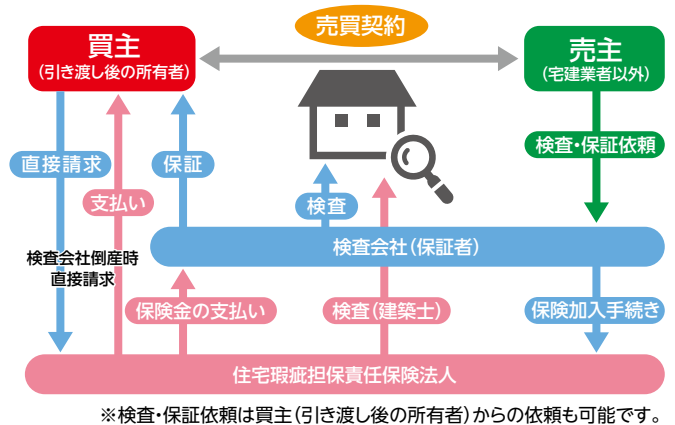 売買契約
買主
(引き渡し後の所有者)
売主
(宅建業者以外)
直接請求
保証
検査・保証依頼
支払い
検査
検査会社倒産時
直接請求
検査会社(保証者)
保険金の支払い
検査(建築士)
保険加入手続き
住宅瑕疵担保責任保険法人
※検査・保証依頼は買主(引き渡し後の所有者)からの依頼も可能です。